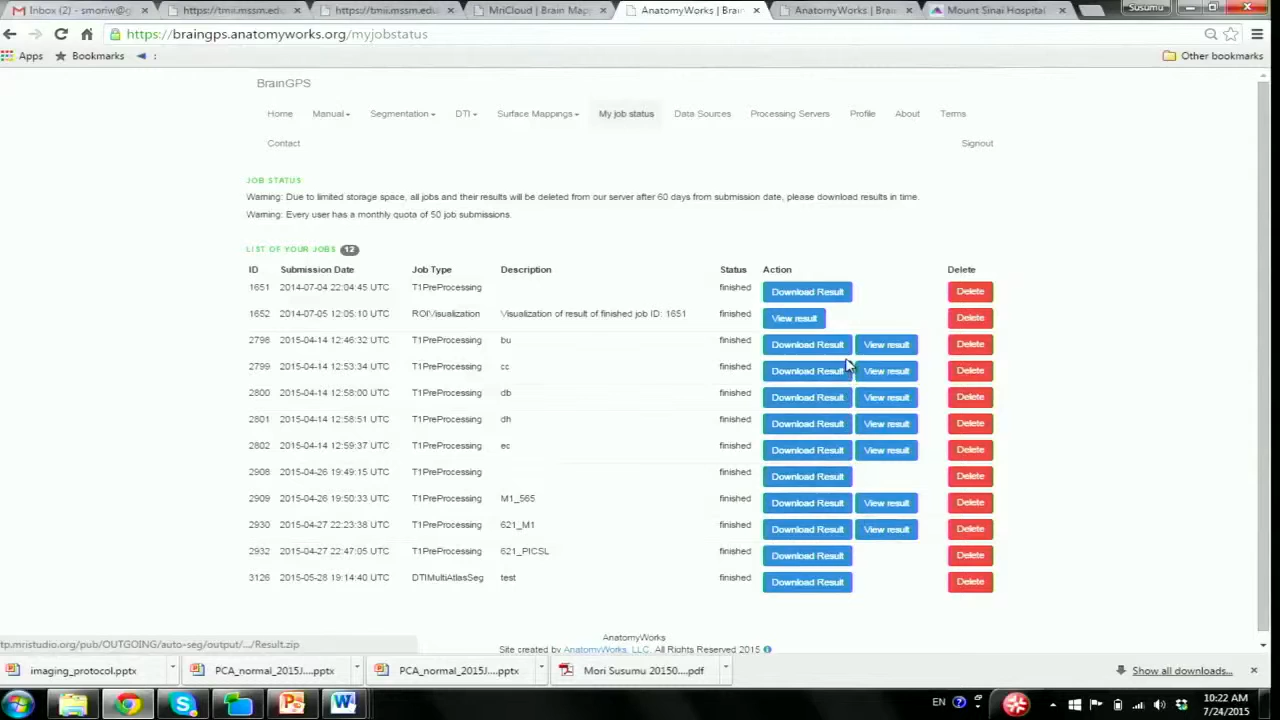 Inbox (2) - smoriw@g
https://tmii.mssm.edu
https://tmii.mssm.edu
MriCloud | Brain Mapp
AnatomyWorks | Brain
AnatomyWorks | Brain
Mount Sinai Hospital
Susumu
https://braingps.anatomyworks.org/myjobstatus
Apps
Bookmarks
:
Other bookmarks
BrainGPS
Home Manual Segmentation DTI Surface Mappings My job status Data Sources Processing Servers Profile About Terms
Contact Signout
JOB STATUS
Warning: Due to limited storage space, all jobs and their results will be deleted from our server after 60 days from submission date, please download results in time.
Warning: Every user has a monthly quota of 50 job submissions.
LIST OF YOUR JOBS 12
ID Submission Date Job Type Description Status Action Delete
1651 2014-07-04 22:04:45 UTC T1PreProcessing finished Download Result Delete
1652 2014-07-05 12:05:10 UTC ROIVisualization Visualization of result of finished job ID: 1651 finished View result Delete
2798 2015-04-14 12:46:32 UTC T1PreProcessing bu finished Download Result View result Delete
2799 2015-04-14 12:53:34 UTC T1PreProcessing cc finished Download Result View result Delete
2800 2015-04-14 12:58:00 UTC T1PreProcessing db finished Download Result View result Delete
2801 2015-04-14 12:58:51 UTC T1PreProcessing dh finished Download Result View result Delete
2802 2015-04-14 12:59:37 UTC T1PreProcessing ec finished Download Result View result Delete
2908 2015-04-26 19:49:15 UTC T1PreProcessing finished Download Result Delete
2909 2015-04-26 19:50:33 UTC T1PreProcessing M1_565 finished Download Result View result Delete
2930 2015-04-27 22:23:38 UTC T1PreProcessing 621_M1 finished Download Result View result Delete
2932 2015-04-27 22:47:05 UTC T1PreProcessing 621_PICSL finished Download Result Delete
3126 2015-05-28 19:14:40 UTC DTIMultiAtlasSeg test finished Download Result Delete
AnatomyWorks
Site created by AnatomyWorks, LLC. All Rights Reserved 2015
tp.mristudio.org/pub/OUTGOING/auto-seg/output/.../Result.zip
imaging_protocol.pptx
PCA_normal_2015J....pptx
PCA_normal_2015J....pptx
Mori Susumu 20150....pdf
Show all downloads...
EN
10:22 AM
7/24/2015